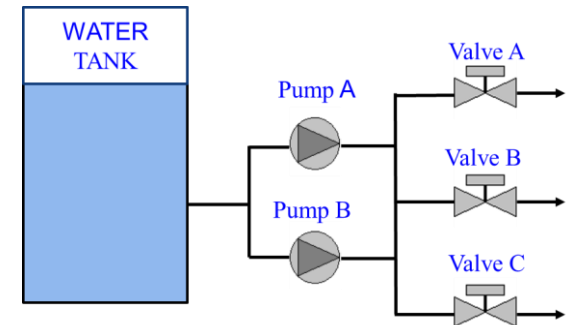 WATER
TANK
Pump A
Pump B
Valve A
Valve B
Valve C